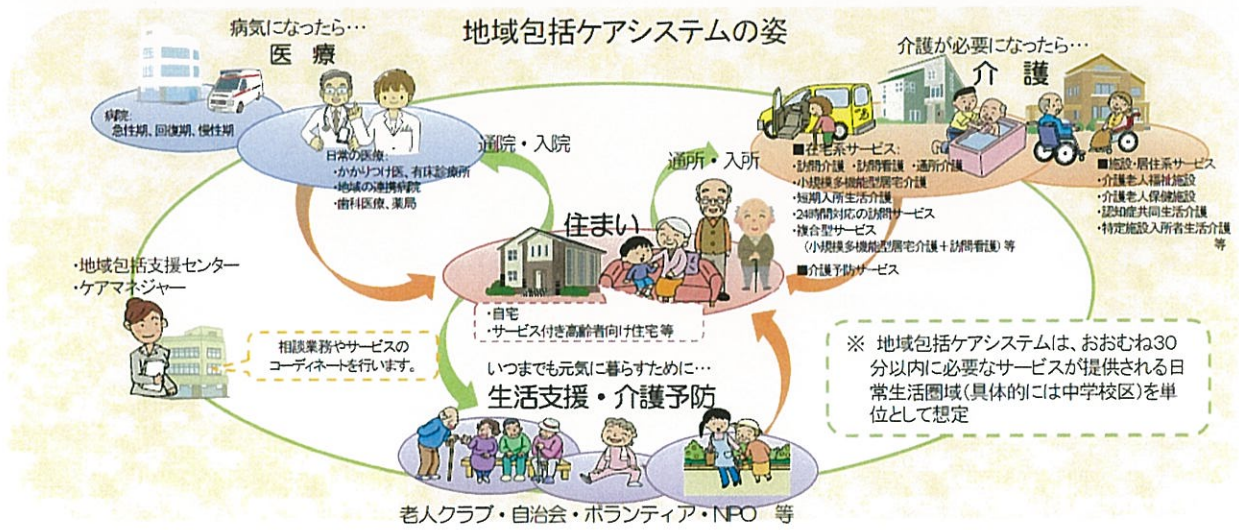 地域包括ケアシステムの姿
病気になったら…
医療
病院:
急性期、回復期、慢性期
日常の医療:
・かかりつけ医、有床診療所
・地域の連携病院
・歯科医療、薬局
通院・入院
通所・入所
介護が必要になったら…
介護
■在宅系サービス:
・訪問介護・訪問看護・通所介護
・小規模多機能型居宅介護
・短期入所生活介護
・24時間対応の訪問サービス
・複合型サービス
(小規模多機能型居宅介護+訪問看護)等
■介護予防サービス
■施設・居住系サービス
・介護老人福祉施設
・介護老人保健施設
・認知症共同生活介護
・特定施設入所者生活介護
等
住まい
・自宅
・サービス付き高齢者向け住宅等
・地域包括支援センター
・ケアマネジャー
相談業務やサービスの
コーディネートを行います。
いつまでも元気に暮らすために…
生活支援・介護予防
老人クラブ・自治会・ボランティア・NPO 等
※ 地域包括ケアシステムは、おおむね30
分以内に必要なサービスが提供される日
常生活圏域(具体的には中学校区)を単
位として想定